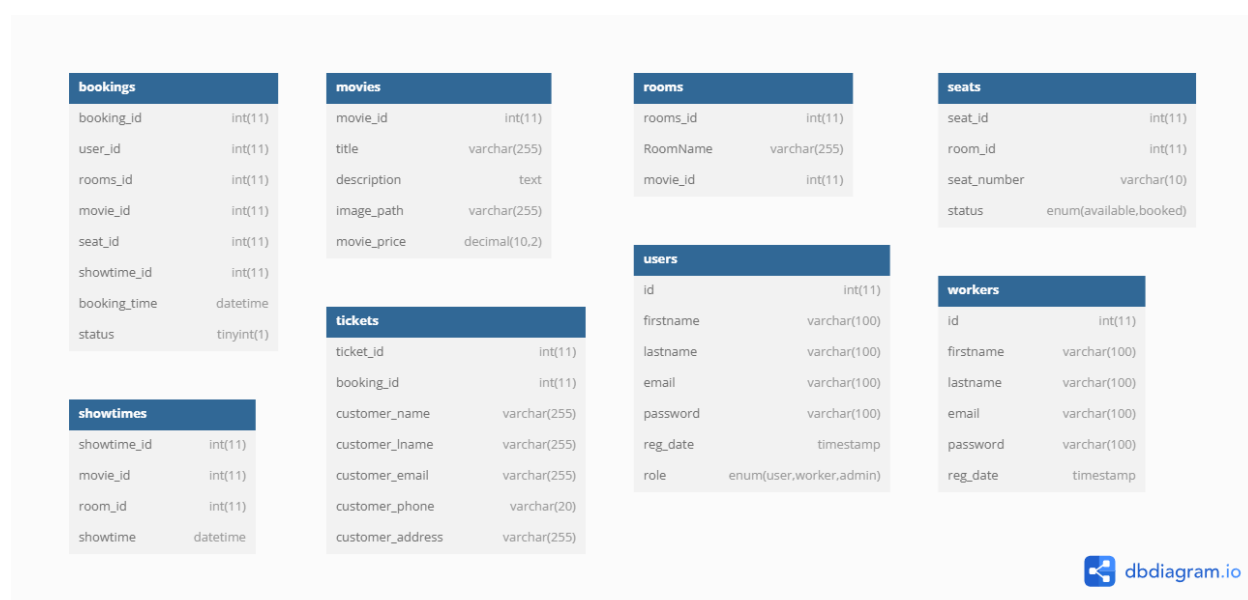 bookings
booking_id int(11)
user_id int(11)
rooms_id int(11)
movie_id int(11)
seat_id int(11)
showtime_id int(11)
booking_time datetime
status tinyint(1)
showtimes
showtime_id int(11)
movie_id int(11)
room_id int(11)
showtime datetime
movies
movie_id int(11)
title varchar(255)
description text
image_path varchar(255)
movie_price decimal(10,2)
tickets
ticket_id int(11)
booking_id int(11)
customer_name varchar(255)
customer_lname varchar(255)
customer_email varchar(255)
customer_phone varchar(20)
customer_address varchar(255)
rooms
rooms_id int(11)
RoomName varchar(255)
movie_id int(11)
users
id int(11)
firstname varchar(100)
lastname varchar(100)
email varchar(100)
password varchar(100)
reg_date timestamp
role enum(user,worker,admin)
seats
seat_id int(11)
room_id int(11)
seat_number varchar(10)
status enum(available,booked)
workers
id int(11)
firstname varchar(100)
lastname varchar(100)
email varchar(100)
password varchar(100)
reg_date timestamp
dbdiagram.io